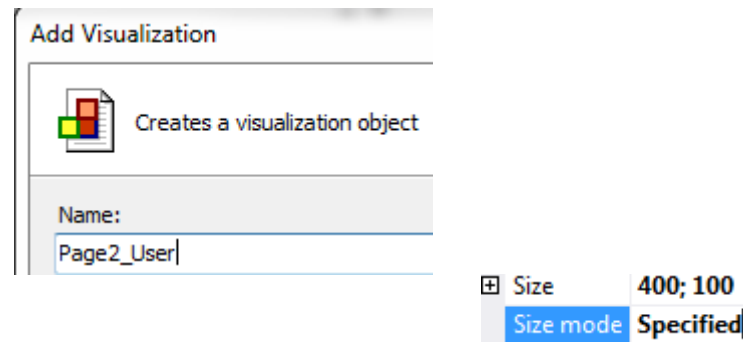 Add Visualization
Creates a visualization object
Name:
Page2_User
Size 400; 100
Size mode Specified